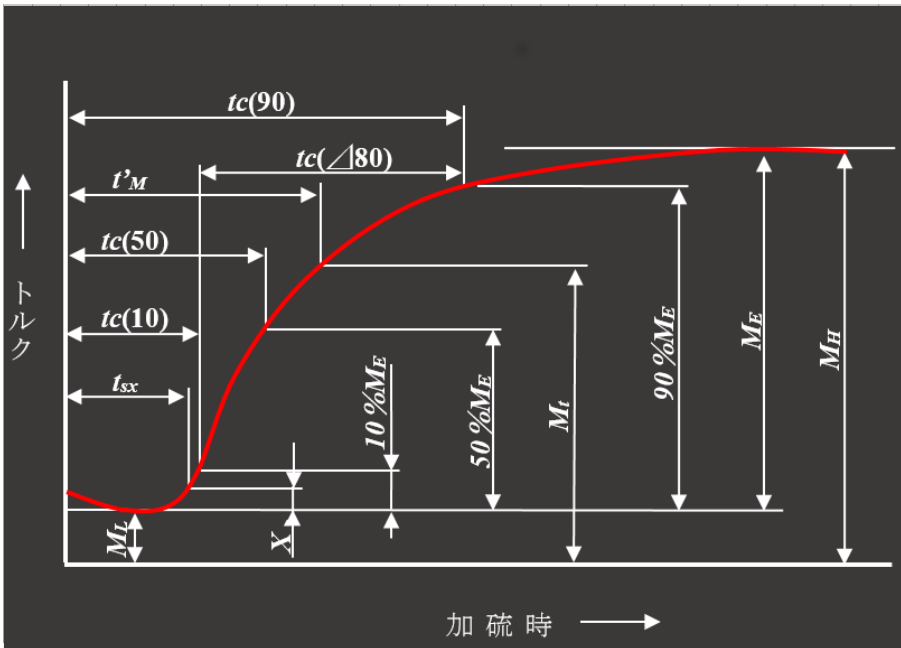 tc(90)
tc(⊿80)
t’M
tc(50)
tc(10)
tsx
トルク
10%ME
50%ME
Mt
90%ME
ME
MH
ML
X
加硫時